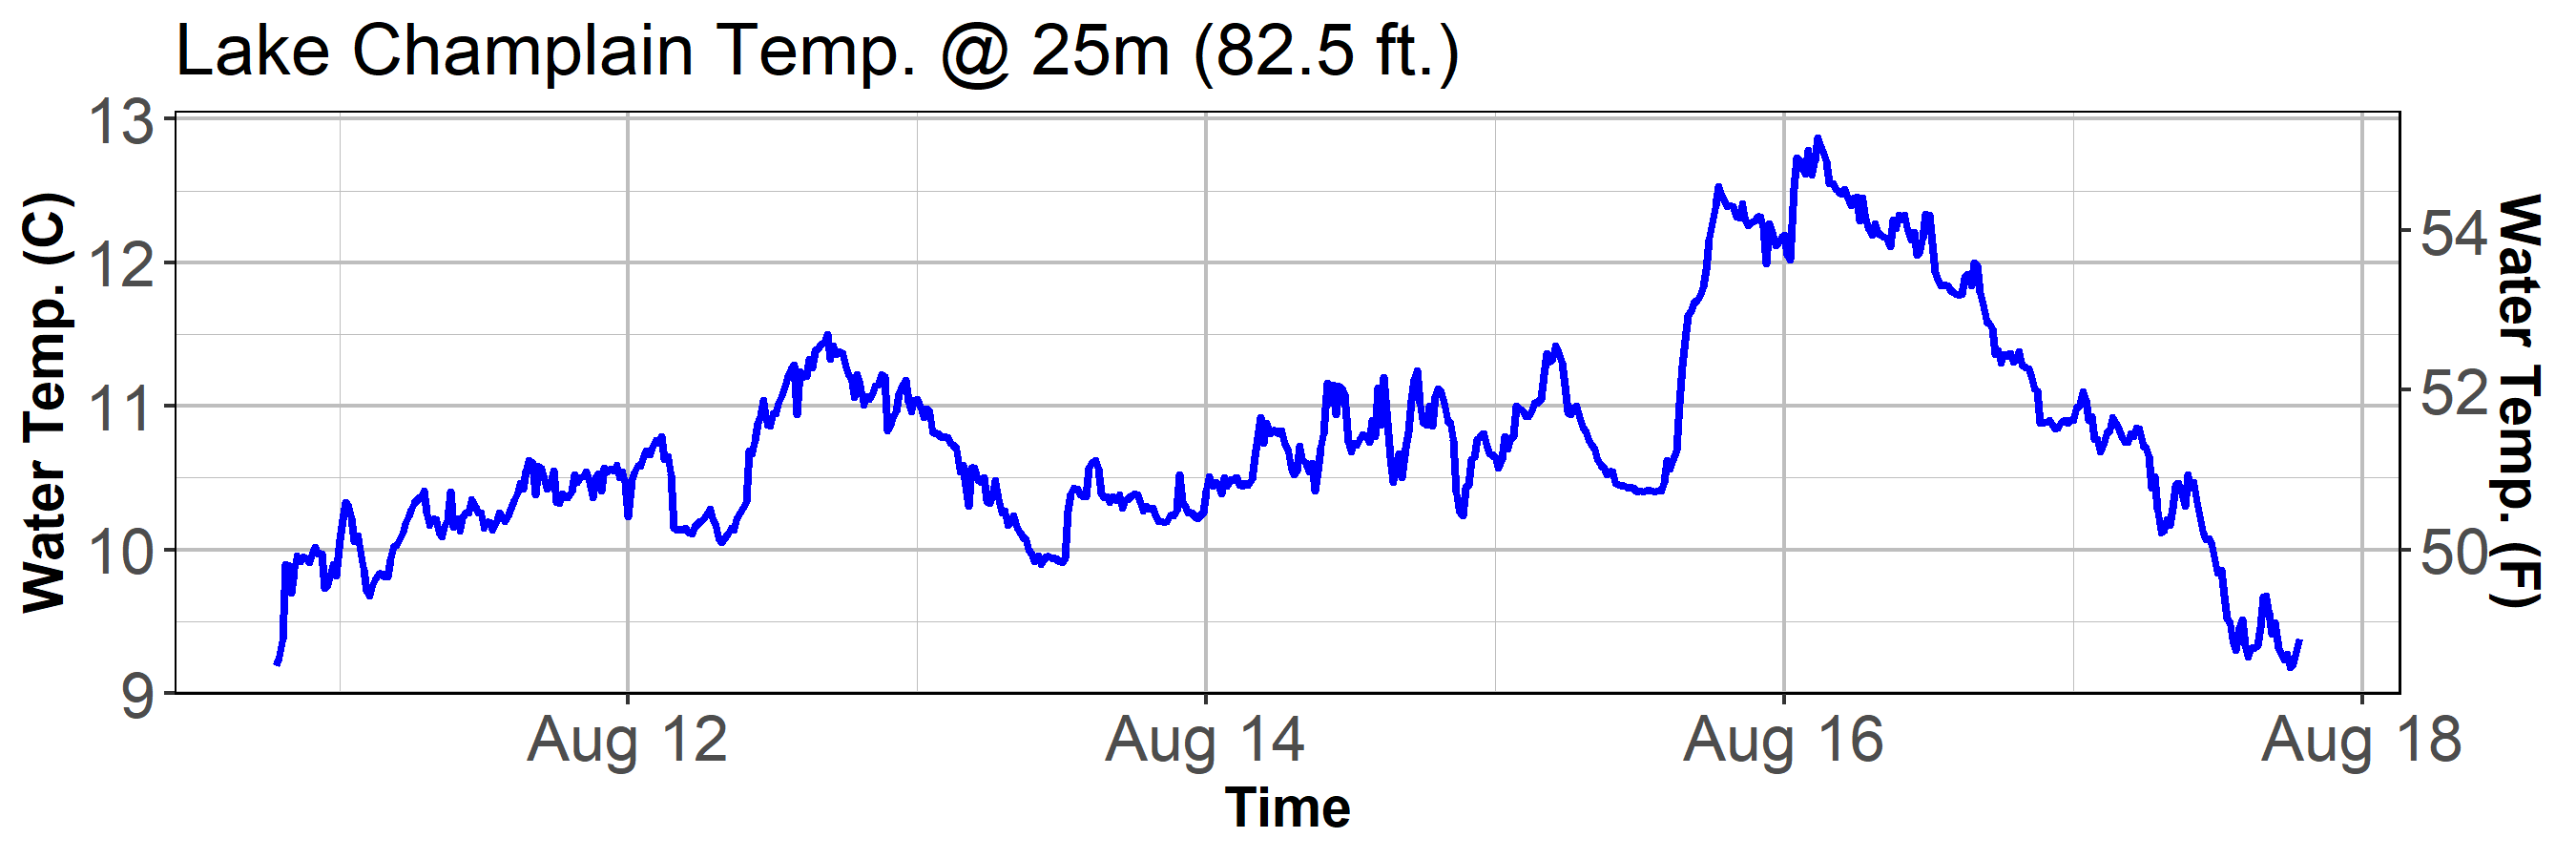 Lake Champlain Temp. @ 25m (82.5 ft.)
13
12
11
10
9
Water Temp. (C)
54
52
50
Water Temp. (F)
Aug 12
Aug 14
Aug 16
Aug 18
Time